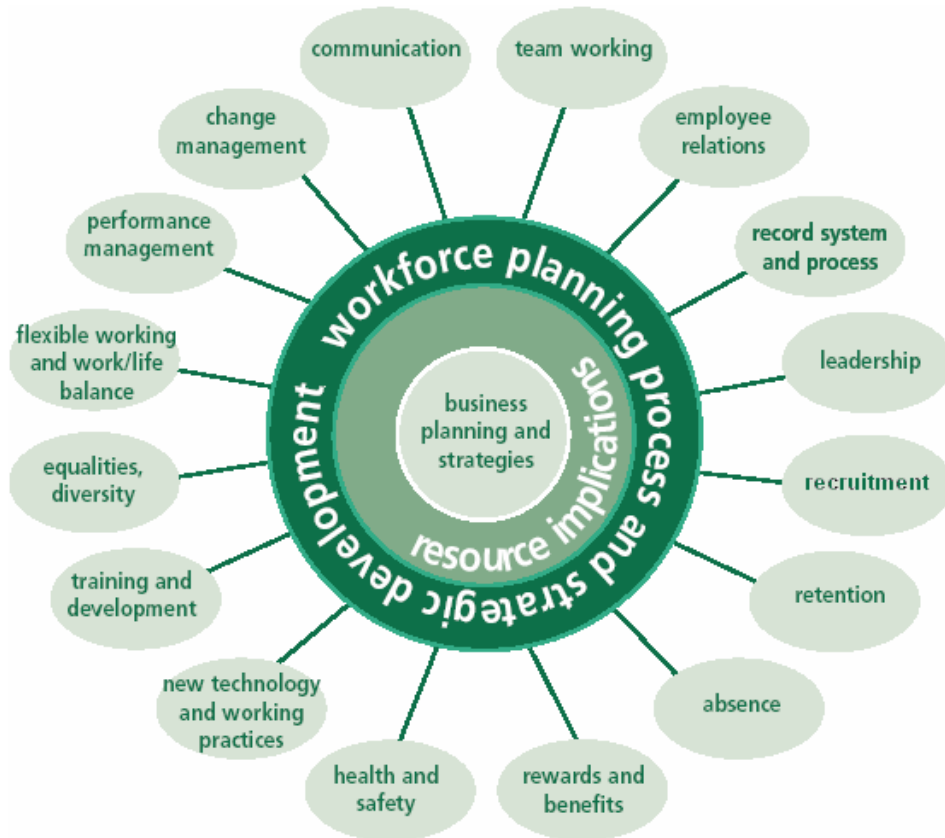 communication
team working
change
management
employee
relations
performance
management
record system
and process
flexible working
and work/life
balance
leadership
equalities,
diversity
recruitment
training and
development
retention
new technology
and working
practices
absence
health and
safety
rewards and
benefits
workforce planning process and strategic development
resource implications
business
planning and
strategies